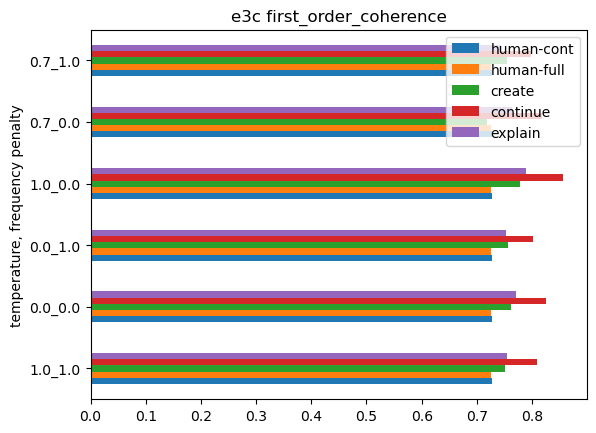 e3c first_order_coherence
temperature, frequency penalty
0.7_1.0
0.7_0.0
1.0_0.0
0.0_1.0
0.0_0.0
1.0_1.0
human-cont
human-full
create
continue
explain
0.0 0.1 0.2 0.3 0.4 0.5 0.6 0.7 0.8